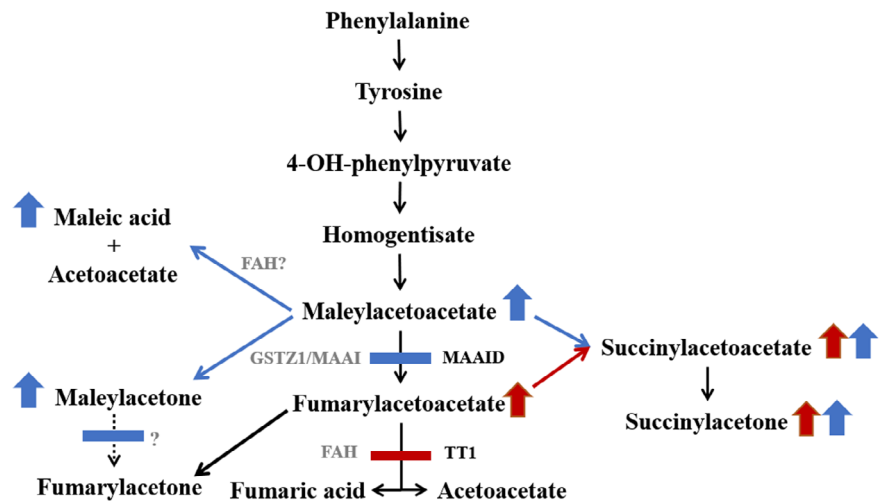 Phenylalanine
Tyrosine
4-OH-phenylpyruvate
Maleic acid
+
Acetoacetate
Homogentisate
FAH?
Maleylacetoacetate
Succinylacetoacetate
GSTZ1/MAAI
MAAID
Maleylacetone
Fumarylacetoacetate
Succinylacetone
?
FAH
TT1
Fumarylacetone
Fumaric acid
Acetoacetate